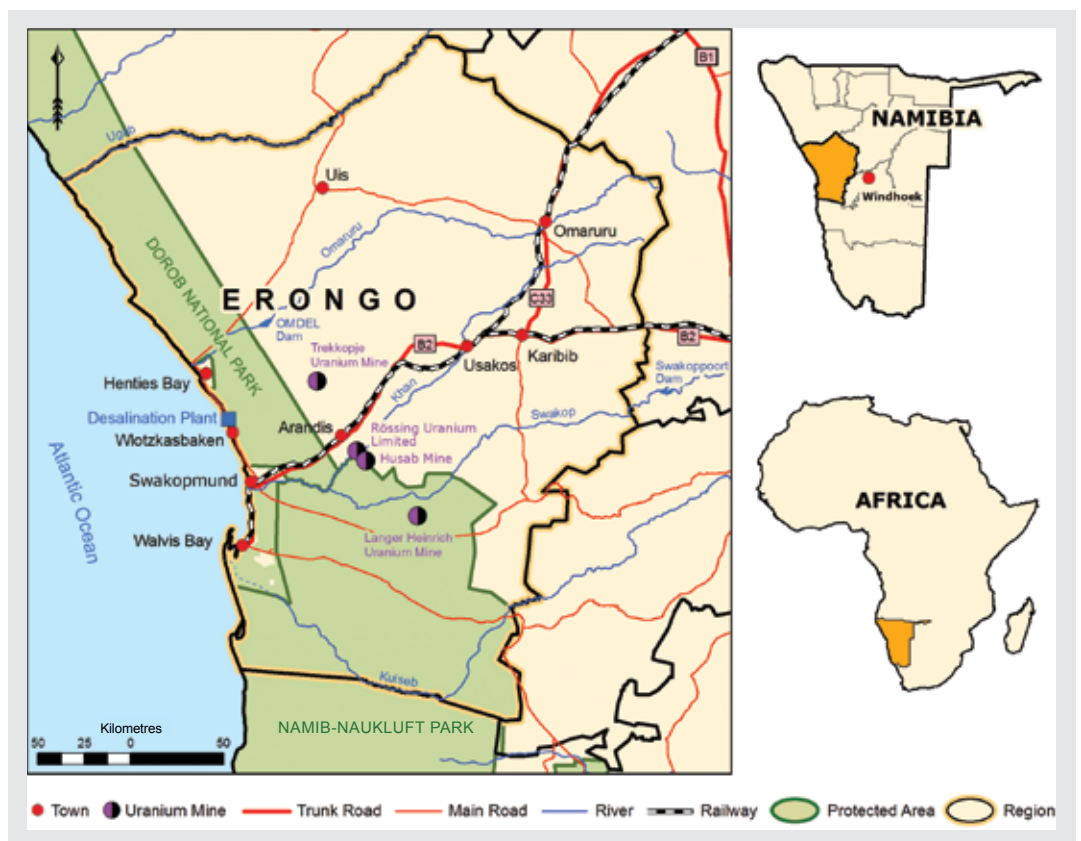 B1
Ugab
Uis
Omaruru
Omaruru
DOROB NATIONAL PARK
ERONGO
C33
OMDEL
Dam
B2
B2
Trekkopje
Uranium Mine
Usakos
Karibib
Henties Bay
Khan
Swakoppoort
Dam
Desalination Plant
Swakop
Wlotzkasbaken
Arandis
Rössing Uranium
Limited
Husab Mine
Swakopmund
Atlantic Ocean
Walvis Bay
Langer Heinrich
Uranium Mine
Kuiseb
NAMIB-NAUKLUFT PARK
Kilometres
50 25 0 50
NAMIBIA
Windhoek
AFRICA
Town Uranium Mine Trunk Road Main Road River Railway Protected Area Region